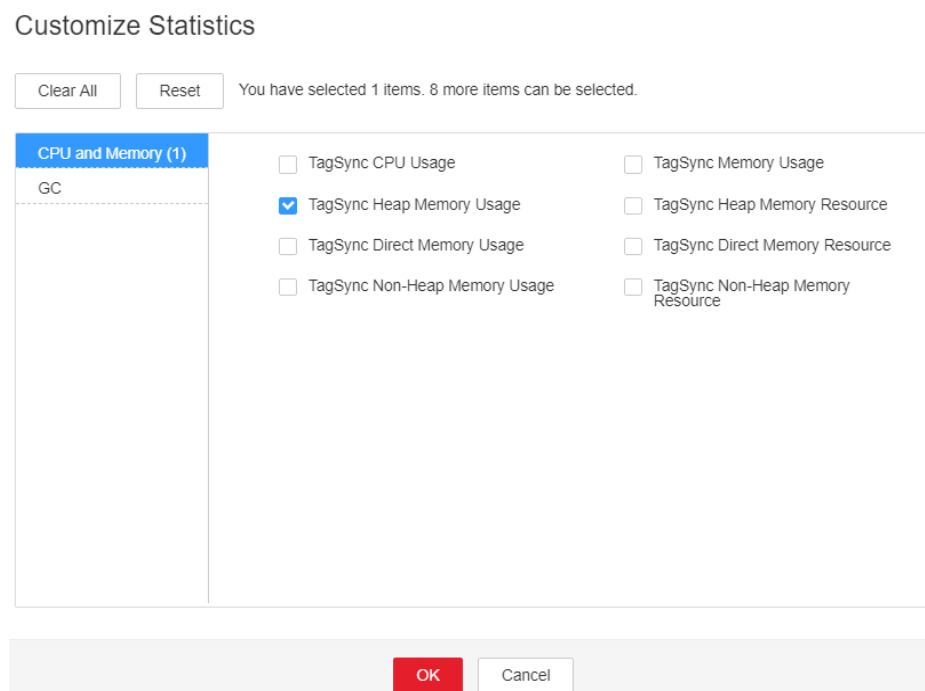 Customize Statistics
Clear All
Reset
You have selected 1 items. 8 more items can be selected.
CPU and Memory (1)
GC
TagSync CPU Usage
TagSync Memory Usage
TagSync Heap Memory Usage
TagSync Heap Memory Resource
TagSync Direct Memory Usage
TagSync Direct Memory Resource
TagSync Non-Heap Memory Usage
TagSync Non-Heap Memory
Resource
OK
Cancel